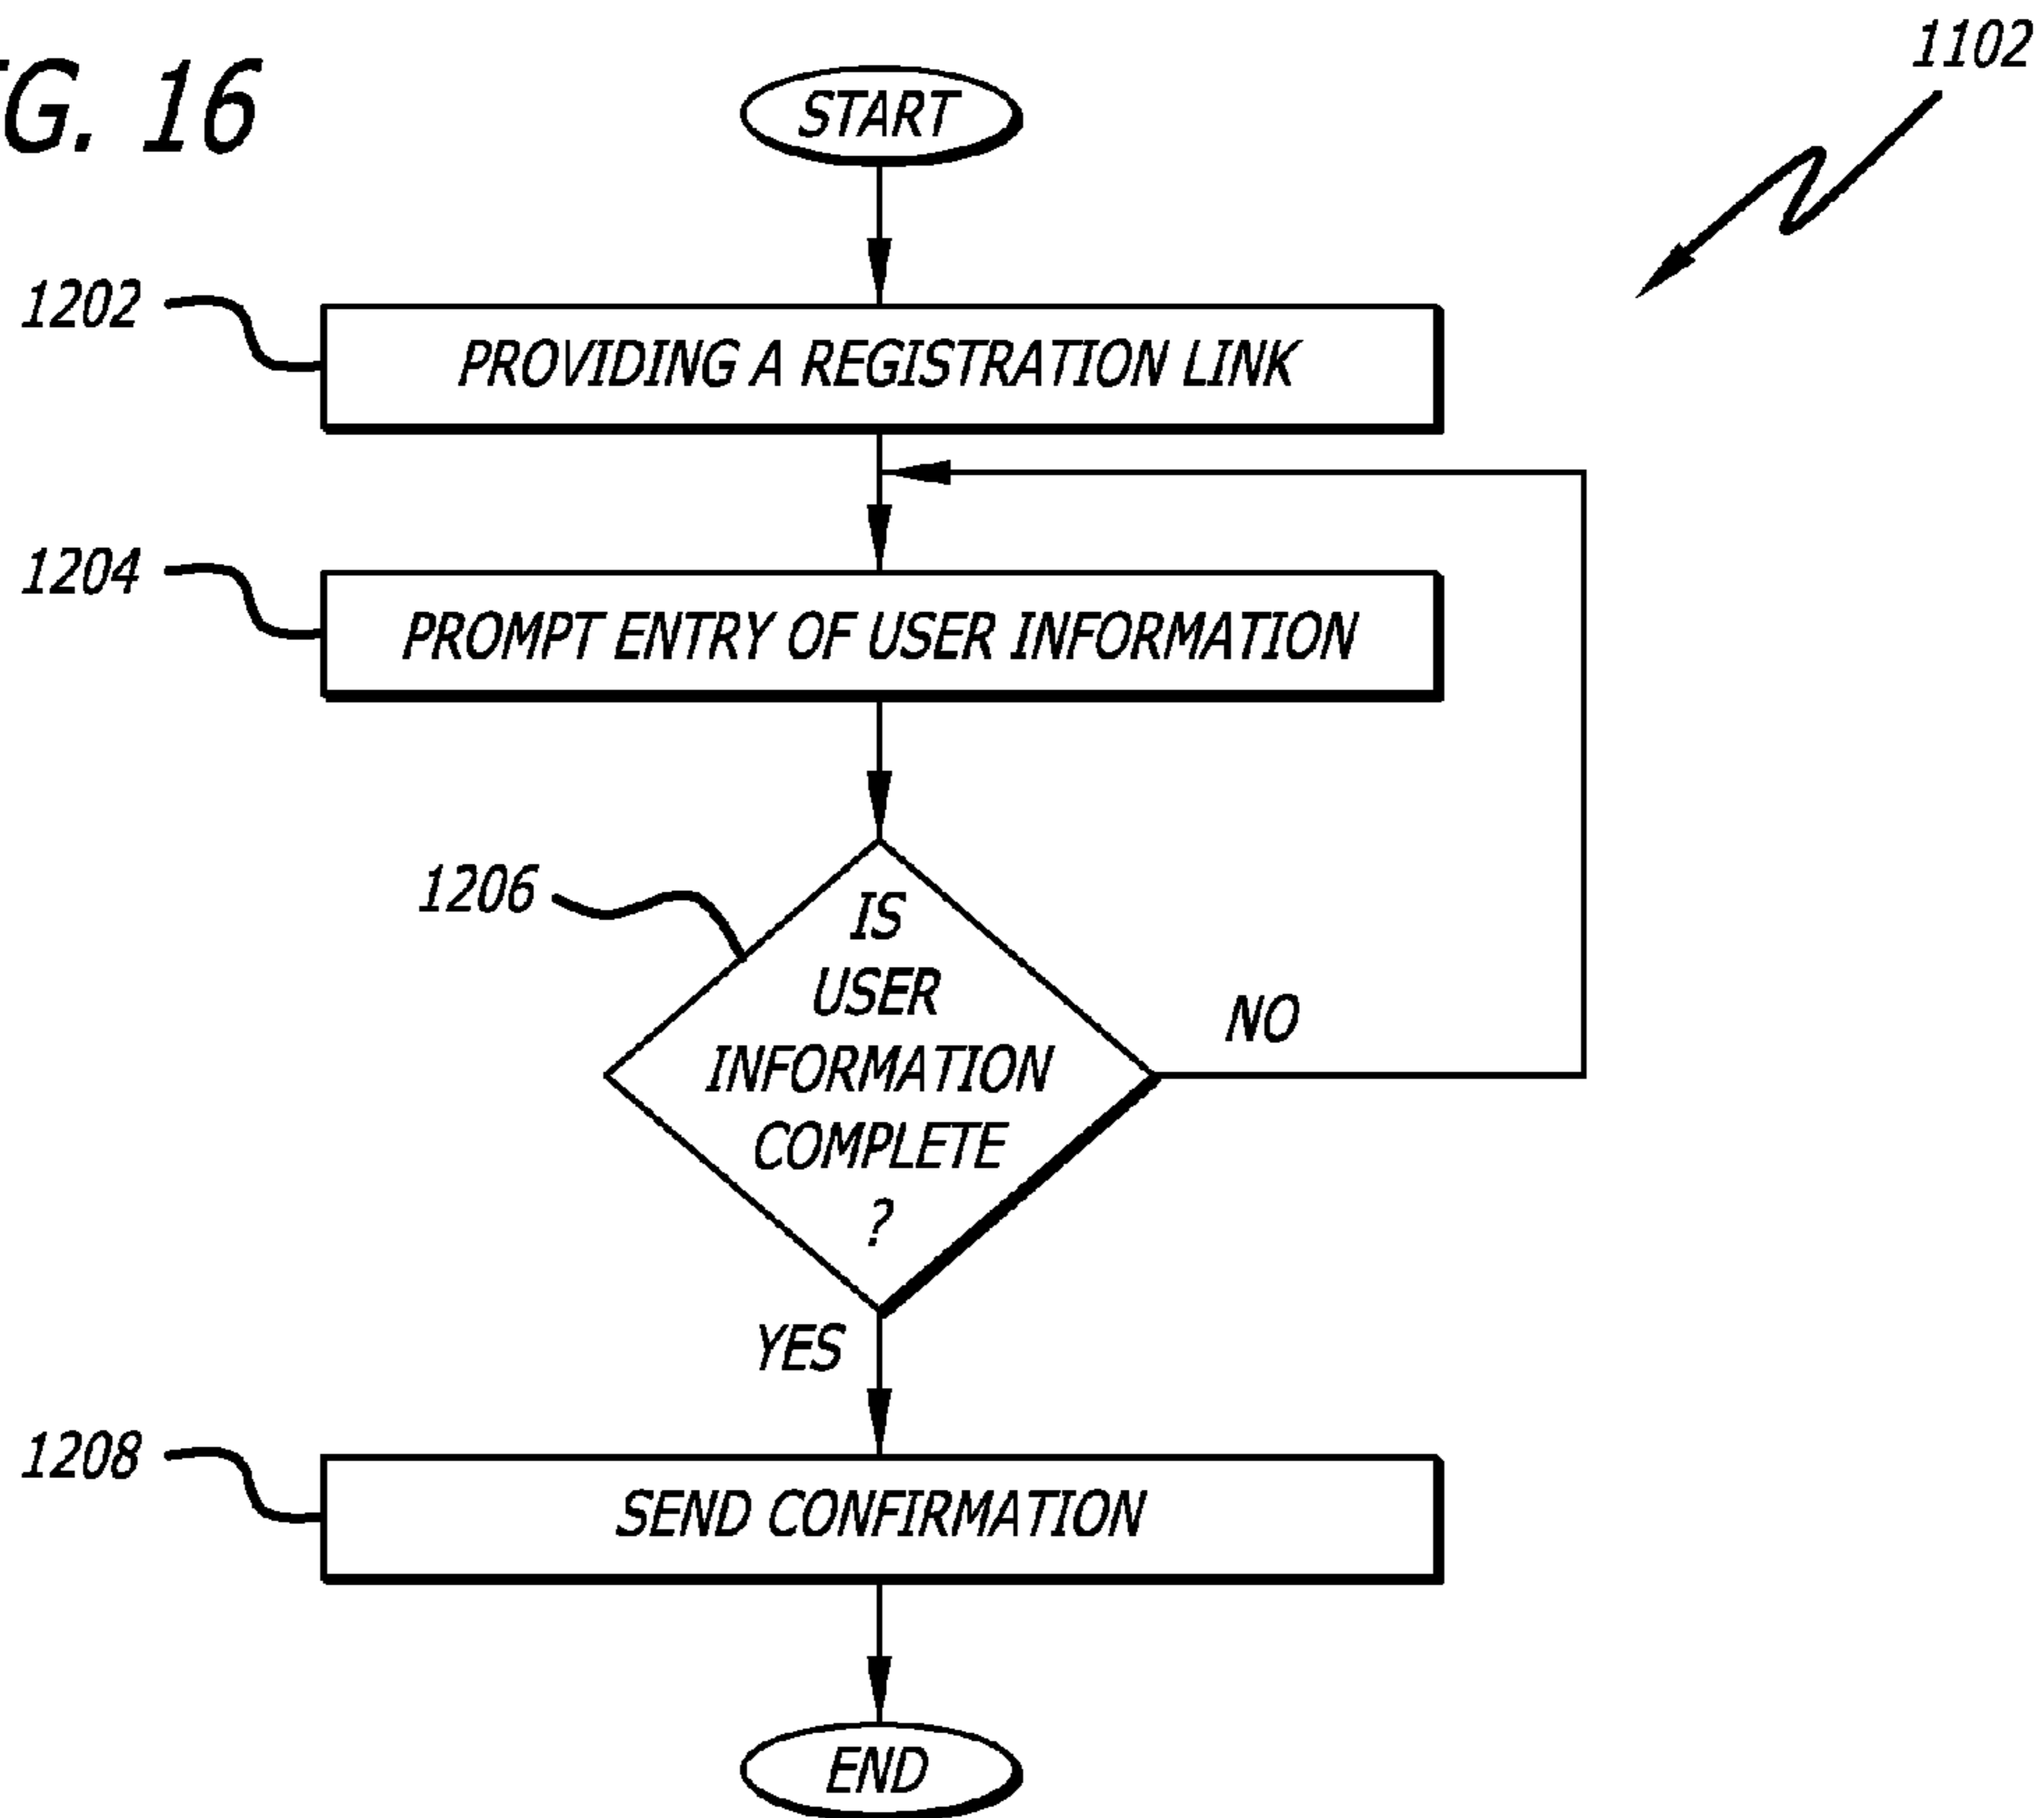 G. 16
1102
START
1202
PROVIDING A REGISTRATION LINK
1204
PROMPT ENTRY OF USER INFORMATION
1206
IS
USER
INFORMATION
COMPLETE
?
NO
YES
1208
SEND CONFIRMATION
END